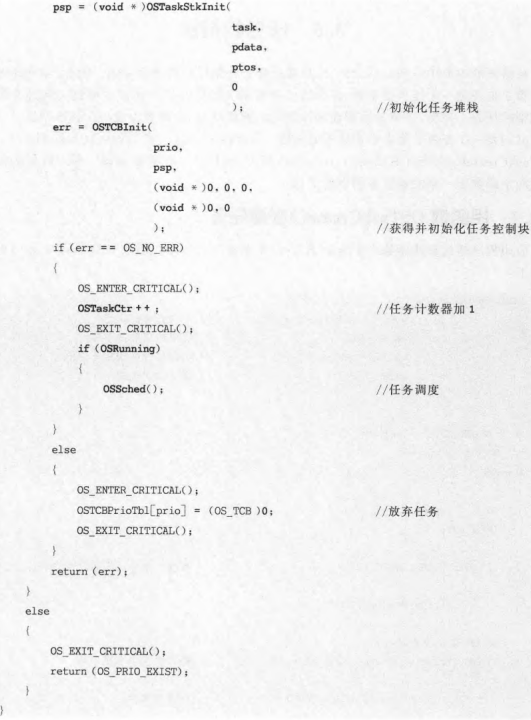 psp = (void * )OSTaskStkInit(
task,
pdata,
ptos,
0
); //初始化任务堆栈
err = OSTCBInit(
prio,
psp,
(void * )0, 0, 0,
(void * )0, 0
); //获得并初始化任务控制块
if (err == OS_NO_ERR)
{
OS_ENTER_CRITICAL();
OSTaskCtr ++ ; //任务计数器加 1
OS_EXIT_CRITICAL();
if (OSRunning)
{
OSSched(); //任务调度
}
}
else
{
OS_ENTER_CRITICAL();
OSTCBPrioTbl[prio] = (OS_TCB )0; //放弃任务
OS_EXIT_CRITICAL();
}
return (err);
}
else
{
OS_EXIT_CRITICAL();
return (OS_PRIO_EXIST);
}
}